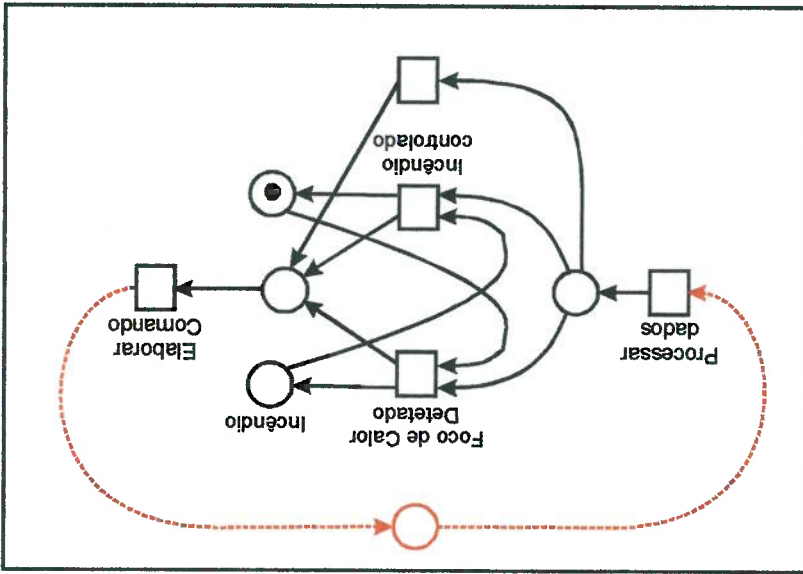 Processar
dados
Foco de Calor
Detetado
Incêndio
Elaborar
Comando
Incêndio
controlado